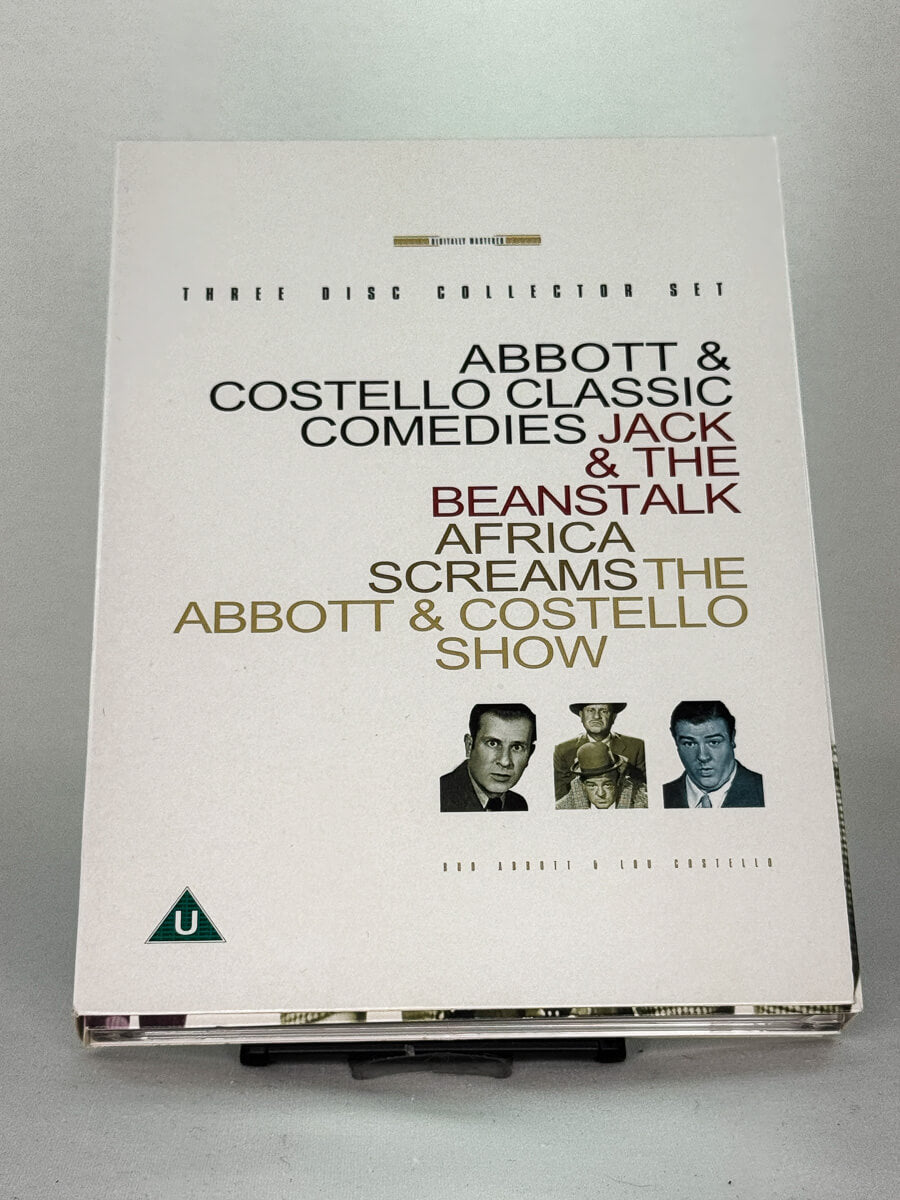 DIGITALLY MASTERED
THREE DISC COLLECTOR SET
ABBOTT &
COSTELLO CLASSIC
COMEDIES JACK
& THE
BEANSTALK
AFRICA
SCREAMS THE
ABBOTT & COSTELLO
SHOW
BUD ABBOTT & LOU COSTELLO
U